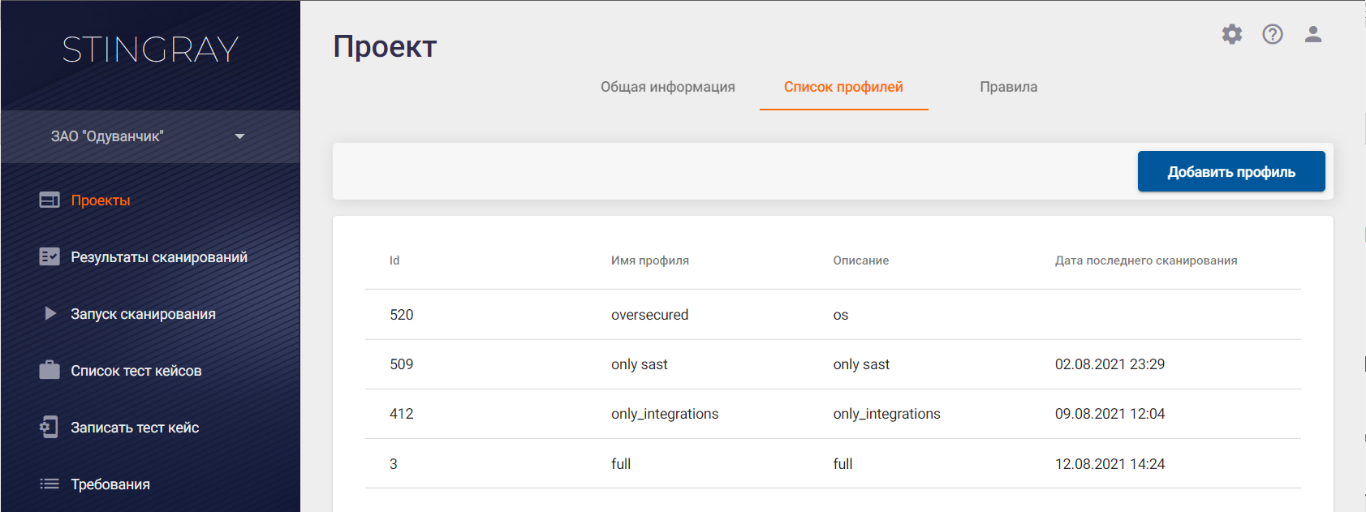 STINGRAY
ЗАО "Одуванчик"
Проекты
Результаты сканирований
Запуск сканирования
Список тест кейсов
Записать тест кейс
Требования
Проект
Общая информация Список профилей Правила
Добавить профиль
Id Имя профиля Описание Дата последнего сканирования
520 oversecured os
509 only sast only sast 02.08.2021 23:29
412 only_integrations only_integrations 09.08.2021 12:04
3 full full 12.08.2021 14:24